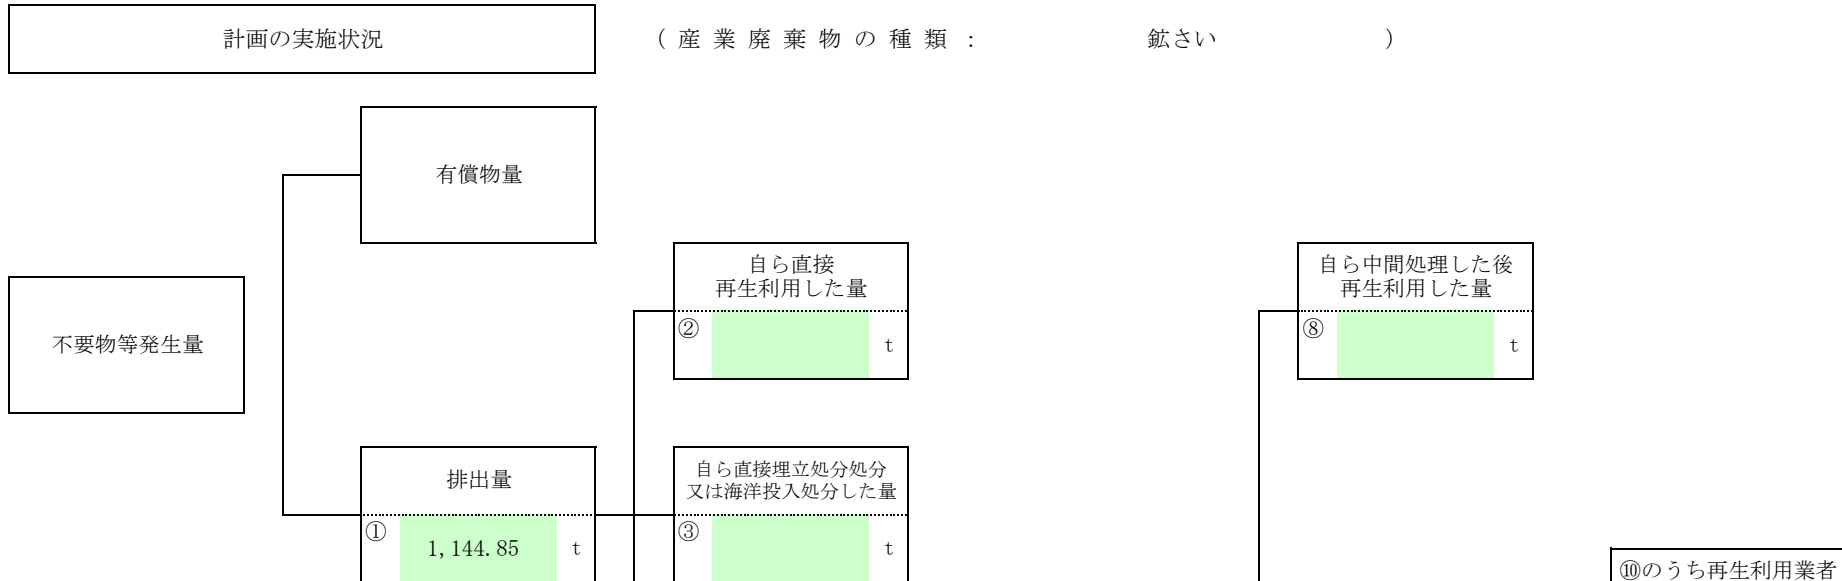 計画の実施状況
（産業廃棄物の種類： 鉱さい ）
有償物量
自ら直接
再生利用した量
② t
自ら中間処理した後
再生利用した量
⑧ t
不要物等発生量
排出量
① 1,144.85 t
自ら直接埋立処分処分
又は海洋投入処分した量
③ t
⑩のうち再生利用業者